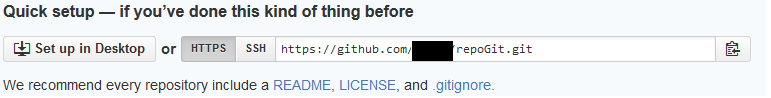 Quick setup — if you’ve done this kind of thing before
Set up in Desktop or HTTPS SSH https://github.com/ /repoGit.git
We recommend every repository include a README, LICENSE, and .gitignore.